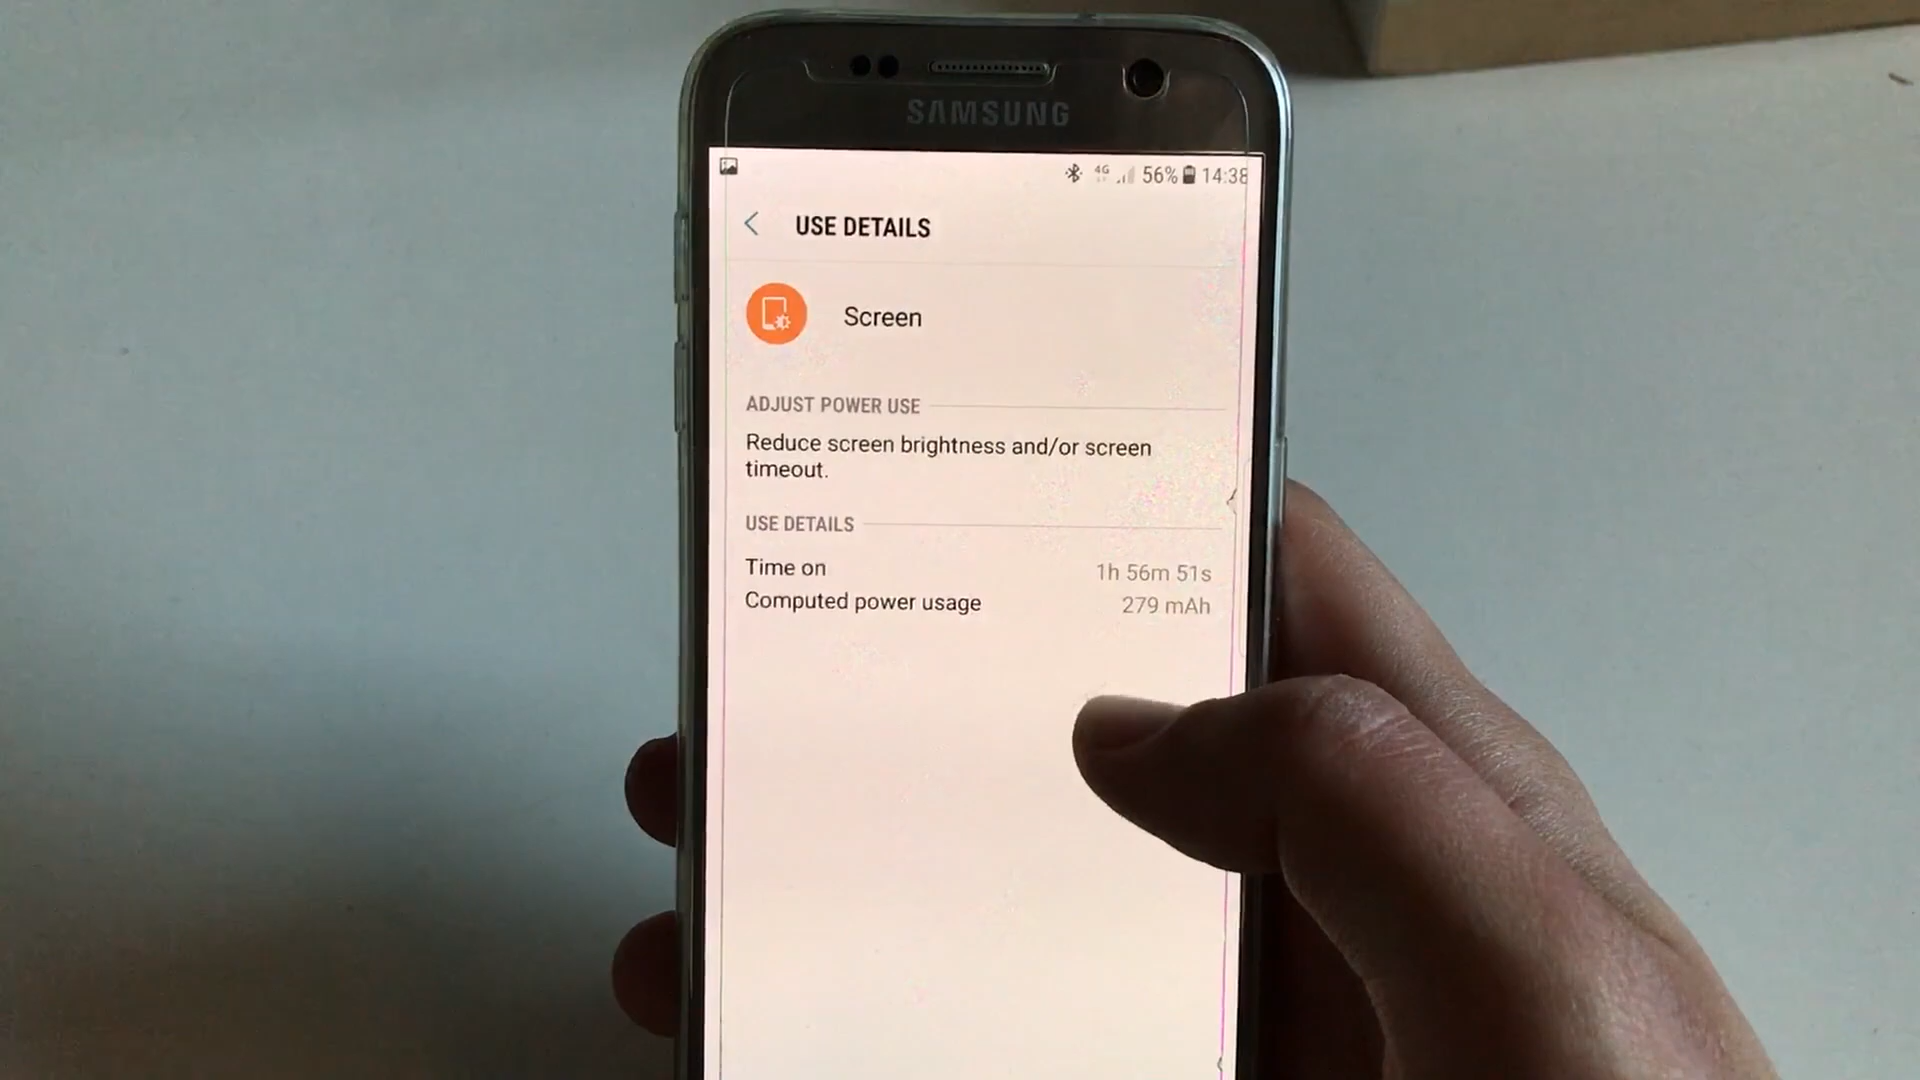 SAMSUNG
4G 56% 14:38
USE DETAILS
Screen
ADJUST POWER USE
Reduce screen brightness and/or screen
timeout.
USE DETAILS
Time on 1h 56m 51s
Computed power usage 279 mAh